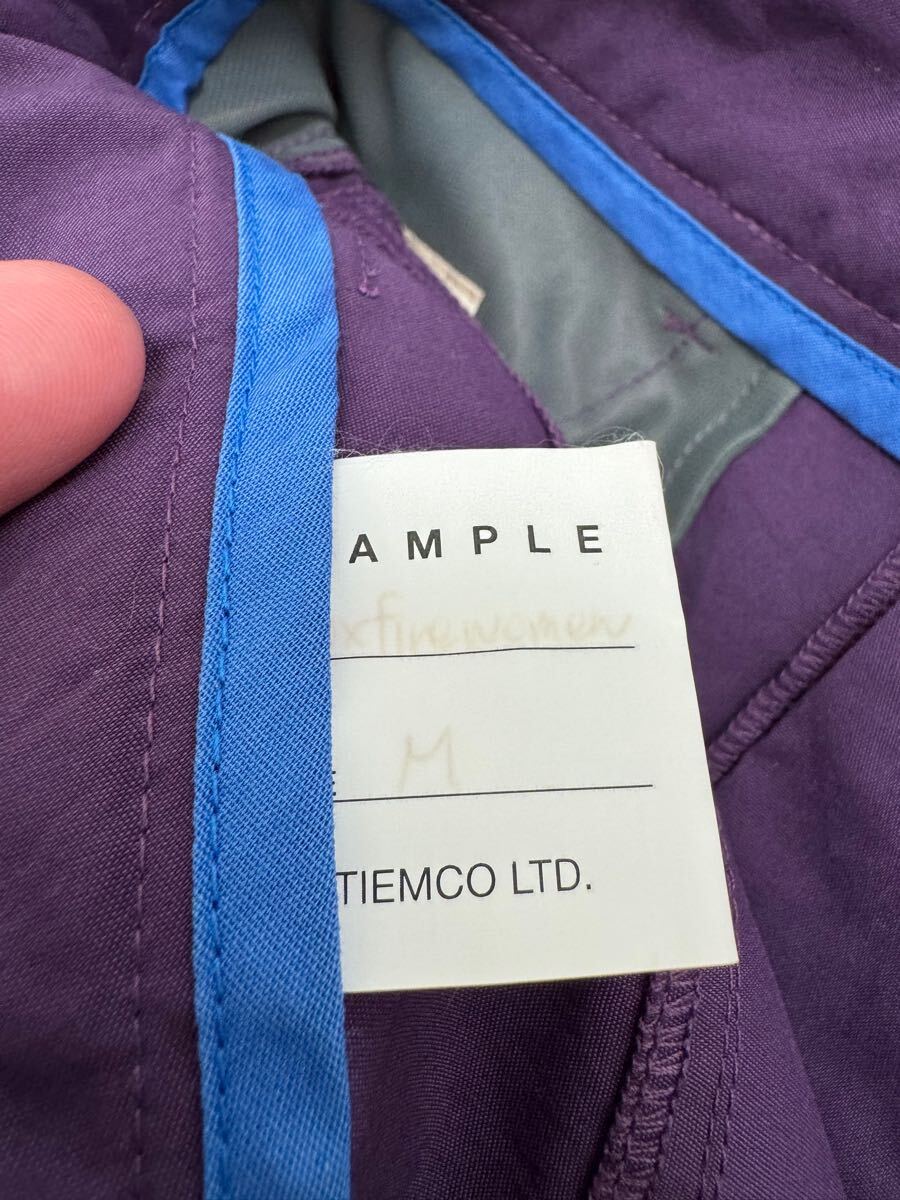 AMPLE
xfirewomen
E M
TIEMCO LTD.